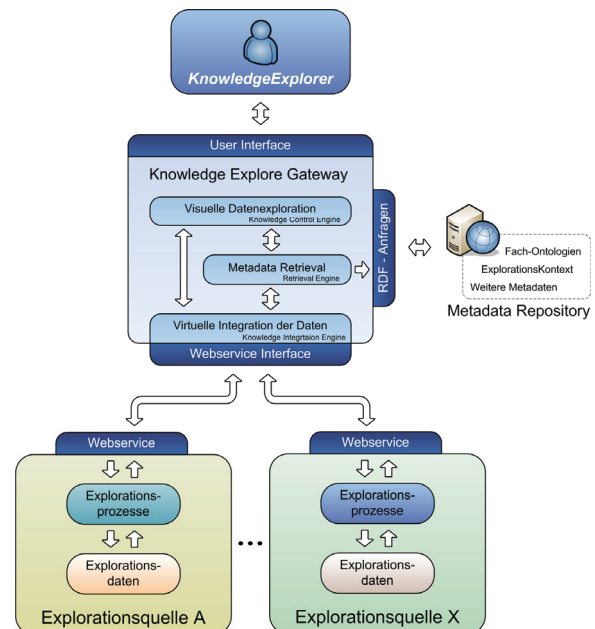 KnowledgeExplorer
User Interface
Knowledge Explore Gateway
Visuelle Datenexploration
Knowledge Control Engine
Metadata Retrieval
Retrieval Engine
RDF - Anfragen
Fach-Ontologien
ExplorationsKontext
Weitere Metadaten
Metadata Repository
Virtuelle Integration der Daten
Knowledge Integrtaion Engine
Webservice Interface
Webservice
Explorations-
prozesse
Explorations-
daten
Explorationsquelle A
...
Webservice
Explorations-
prozesse
Explorations-
daten
Explorationsquelle X